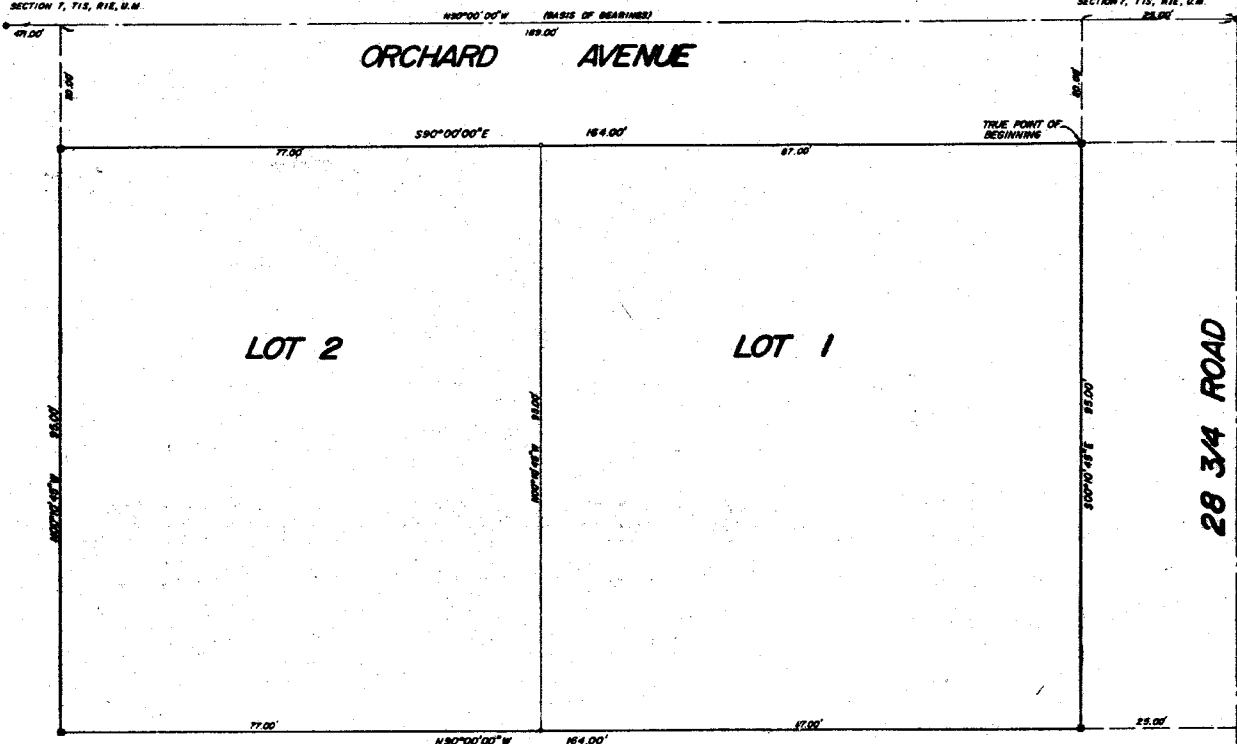 SECTION 7, T1S, R1E, U.M.
SECTION 7, T1S, R1E, U.M.
N90°00'00"W (BASIS OF BEARINGS)
189.00'
25.00'
ORCHARD AVENUE
S90°00'00"E 164.00'
TRUE POINT OF
BEGINNING
77.00'
87.00'
LOT 2
LOT 1
95.00'
95.00'
95.00'
S00°10'45"E
28 3/4 ROAD
77.00'
87.00'
25.00'
N90°00'00"W 164.00'